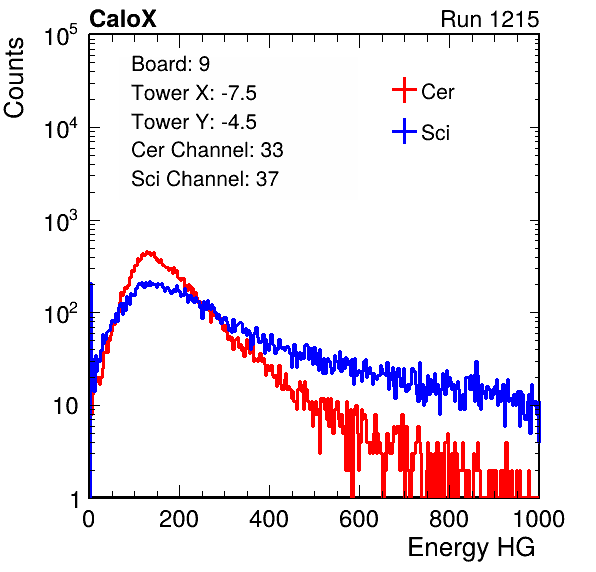 CaloX Run 1215
Counts
10^5
10^4
10^3
10^2
10
1
Board: 9
Tower X: -7.5
Tower Y: -4.5
Cer Channel: 33
Sci Channel: 37
Cer
Sci
0 200 400 600 800 1000
Energy HG